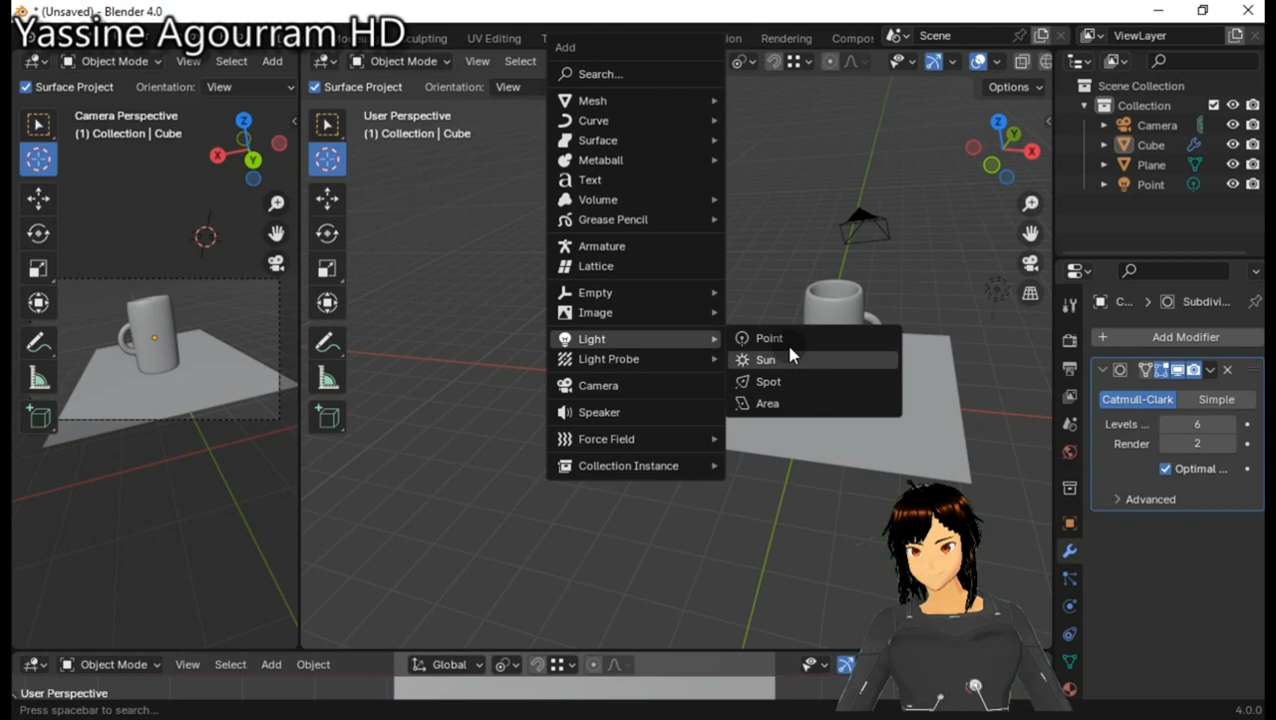 * (Unsaved) - Blender 4.0
Yassine Agourram HD
UV Editing
Rendering
Scene
ViewLayer
Object Mode
View
Select
Add
Object Mode
View
Select
Surface Project
Orientation:
View
Surface Project
Orientation:
View
Options
Camera Perspective
(1) Collection | Cube
User Perspective
(1) Collection | Cube
Z
X
Y
Z
Y
X
Add
Search...
Mesh
Curve
Surface
Metaball
Text
Volume
Grease Pencil
Armature
Lattice
Empty
Image
Light
Light Probe
Camera
Speaker
Force Field
Collection Instance
Point
Sun
Spot
Area
Scene Collection
Collection
Camera
Cube
Plane
Point
C...
Subdivi...
Add Modifier
Catmull-Clark
Simple
Levels ...
6
Render
2
Optimal ...
Advanced
Object Mode
View
Select
Add
Object
Global
User Perspective
Press spacebar to search...
4.0.0